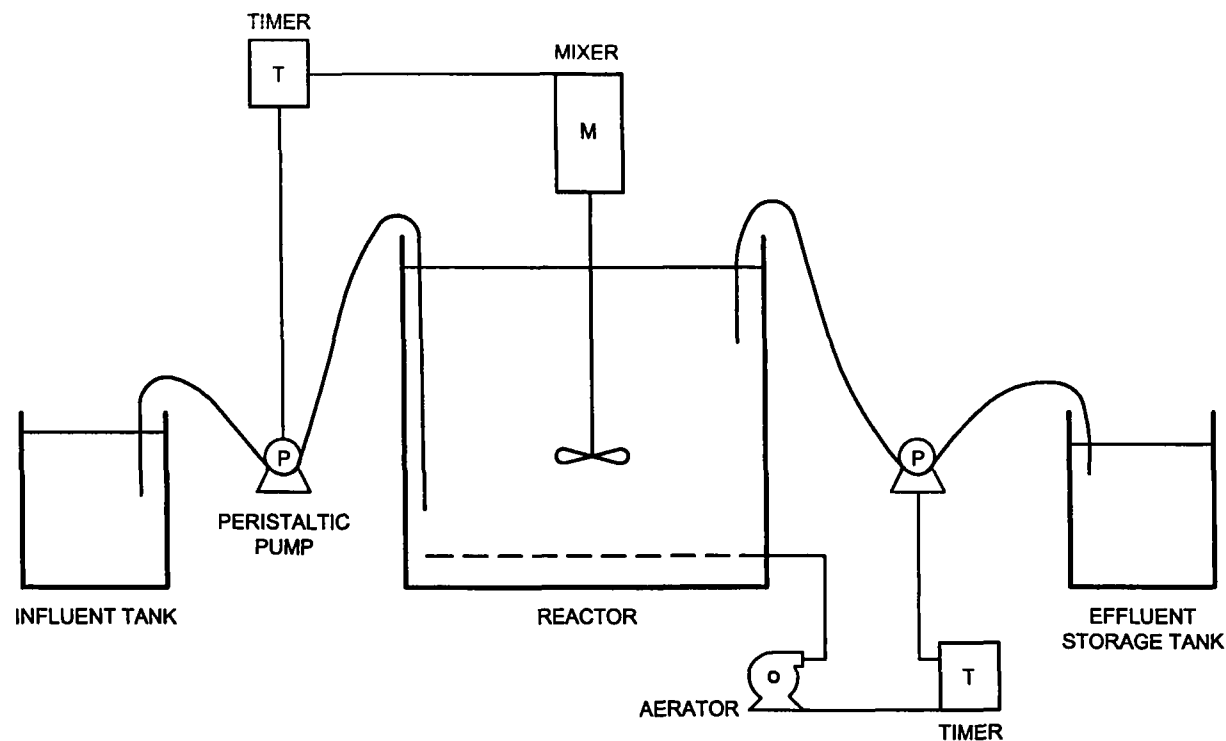 TIMER
T
MIXER
M
P
PERISTALTIC
PUMP
P
INFLUENT TANK
REACTOR
EFFLUENT
STORAGE TANK
O
AERATOR
T
TIMER